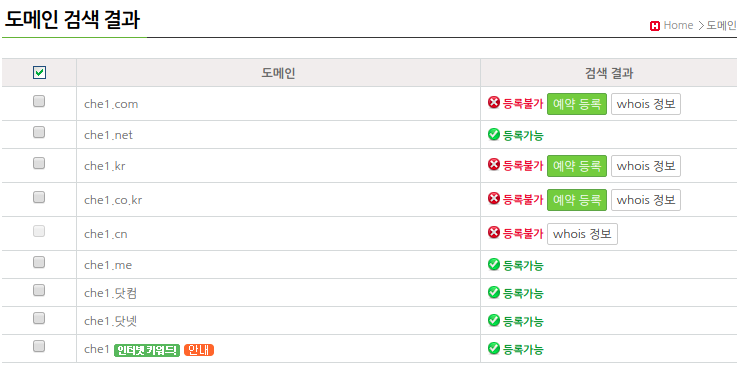 도메인 검색 결과
H Home > 도메인
도메인 검색 결과
che1.com 등록불가 예약 등록 whois 정보
che1.net 등록가능
che1.kr 등록불가 예약 등록 whois 정보
che1.co.kr 등록불가 예약 등록 whois 정보
che1.cn 등록불가 whois 정보
che1.me 등록가능
che1.닷컴 등록가능
che1.닷넷 등록가능
che1 인터넷 키워드! 안내 등록가능